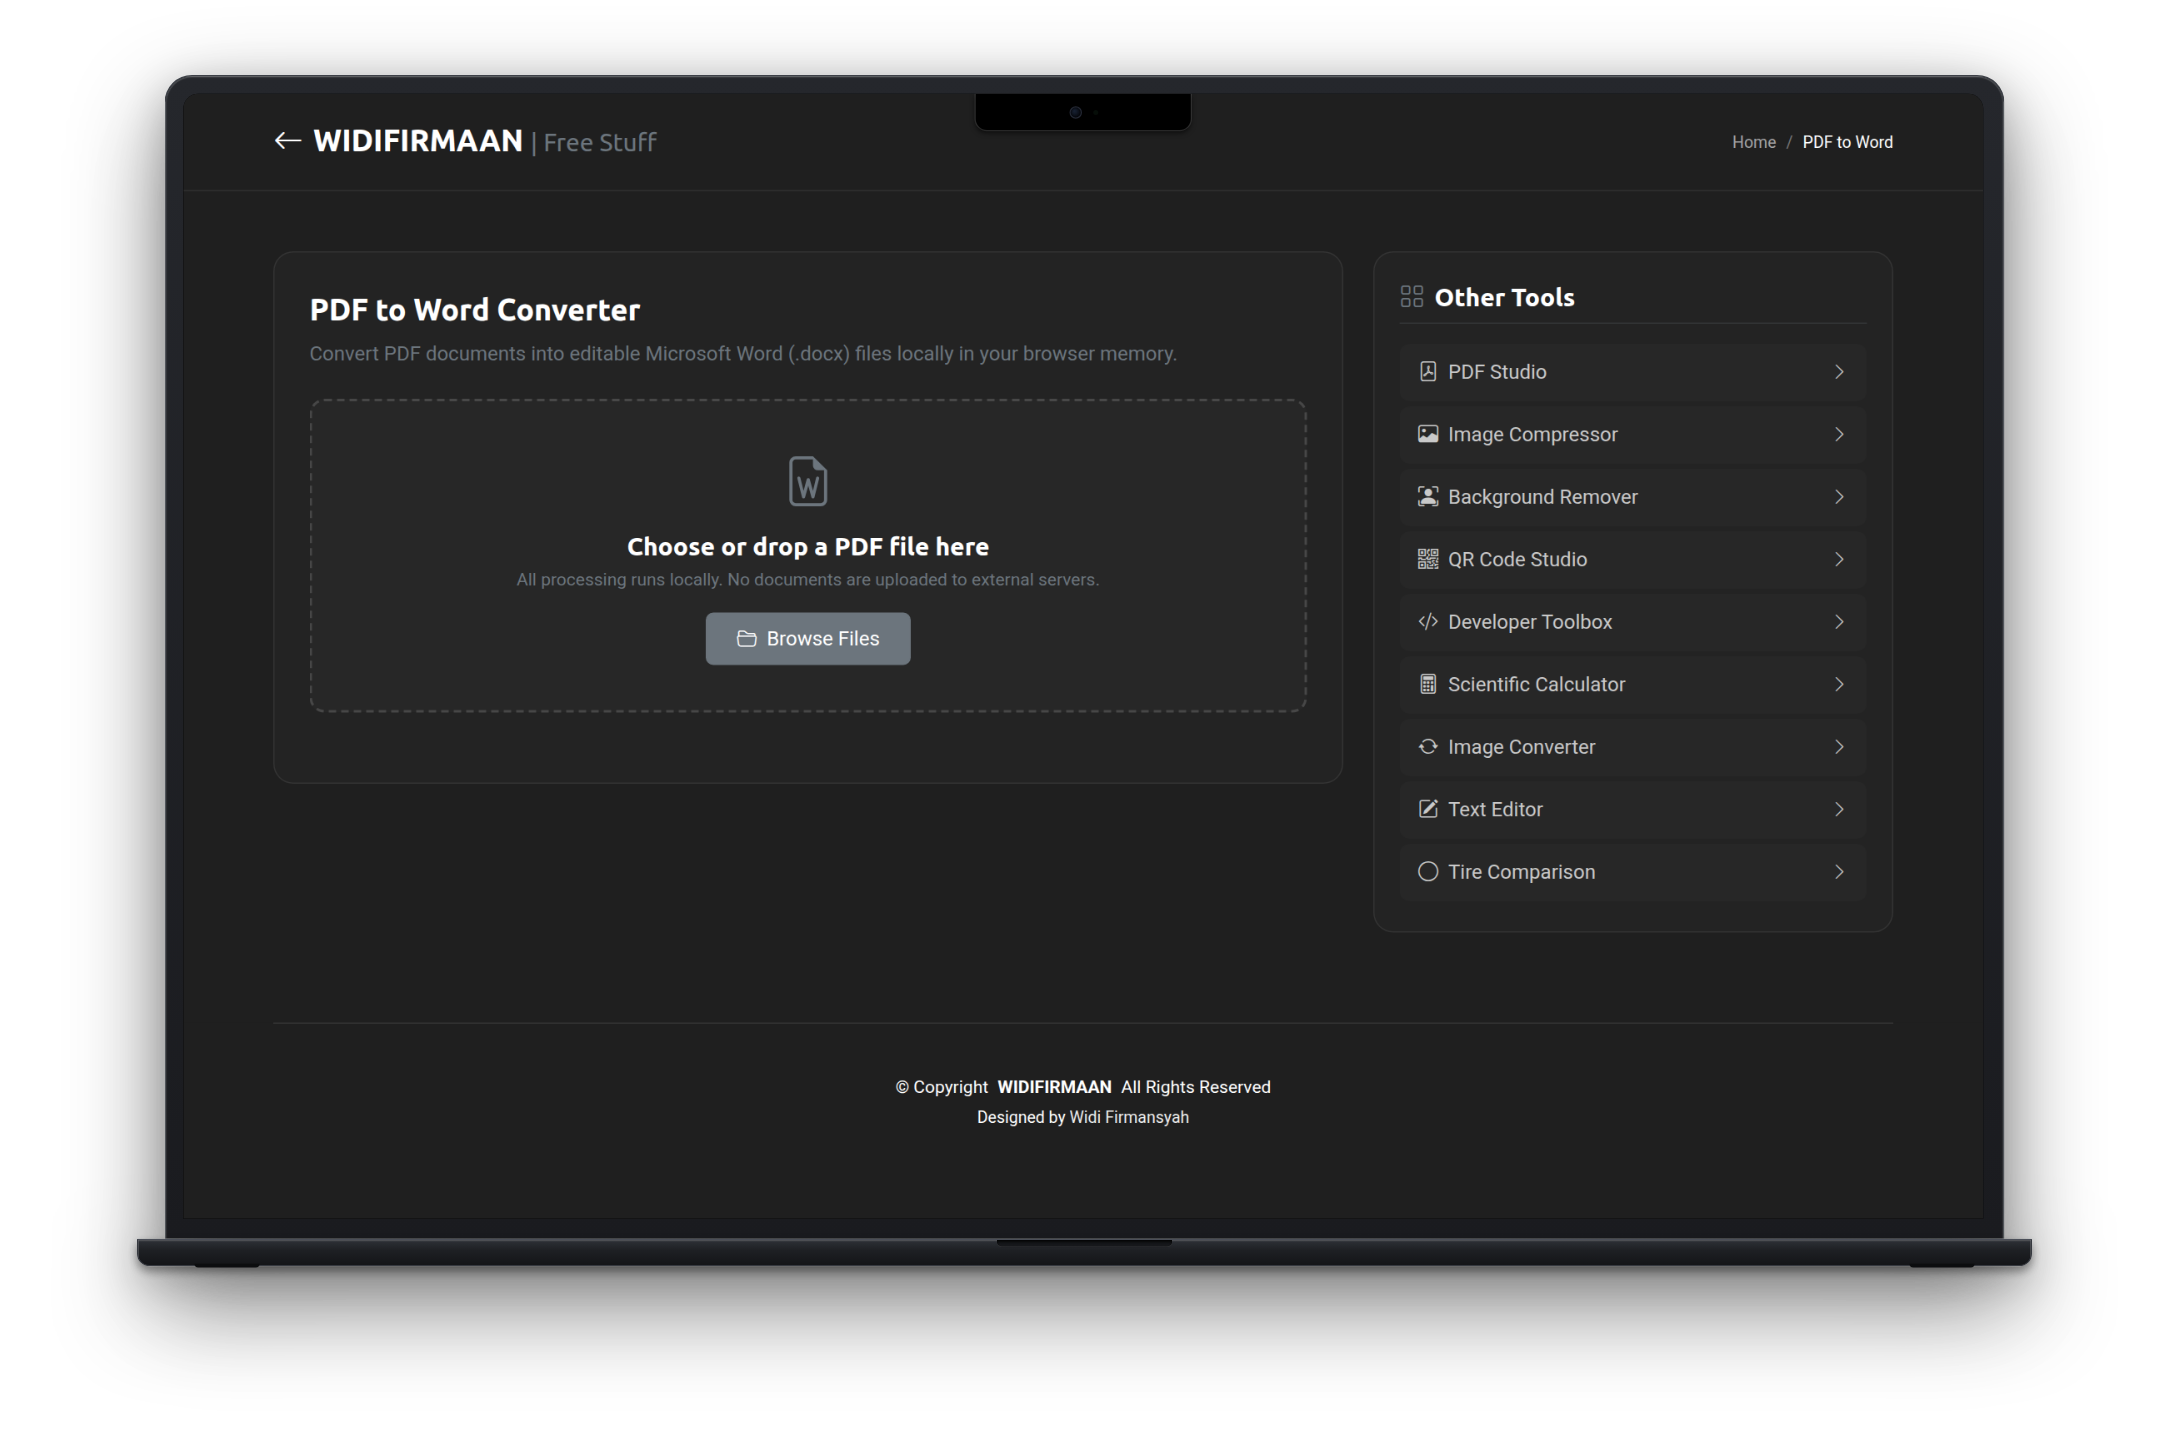 WIDIFIRMAAN | Free Stuff
Home / PDF to Word
PDF to Word Converter
Convert PDF documents into editable Microsoft Word (.docx) files locally in your browser memory.
W
Choose or drop a PDF file here
All processing runs locally. No documents are uploaded to external servers.
Browse Files
Other Tools
PDF Studio
Image Compressor
Background Remover
QR Code Studio
Developer Toolbox
Scientific Calculator
Image Converter
Text Editor
Tire Comparison
© Copyright WIDIFIRMAAN All Rights Reserved
Designed by Widi Firmansyah